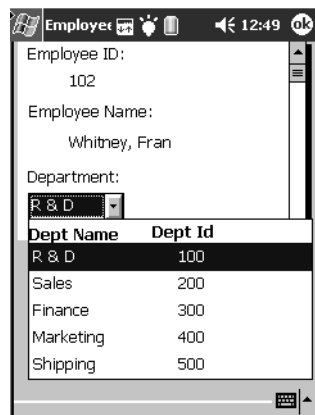 Employee 12:49 ok
Employee ID:
102
Employee Name:
Whitney, Fran
Department:
R & D
Dept Name Dept Id
R & D 100
Sales 200
Finance 300
Marketing 400
Shipping 500